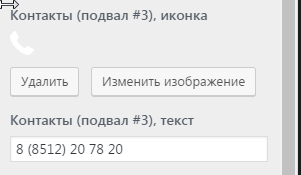 Контакты (подвал #3), иконка
Удалить
Изменить изображение
Контакты (подвал #3), текст
8 (8512) 20 78 20